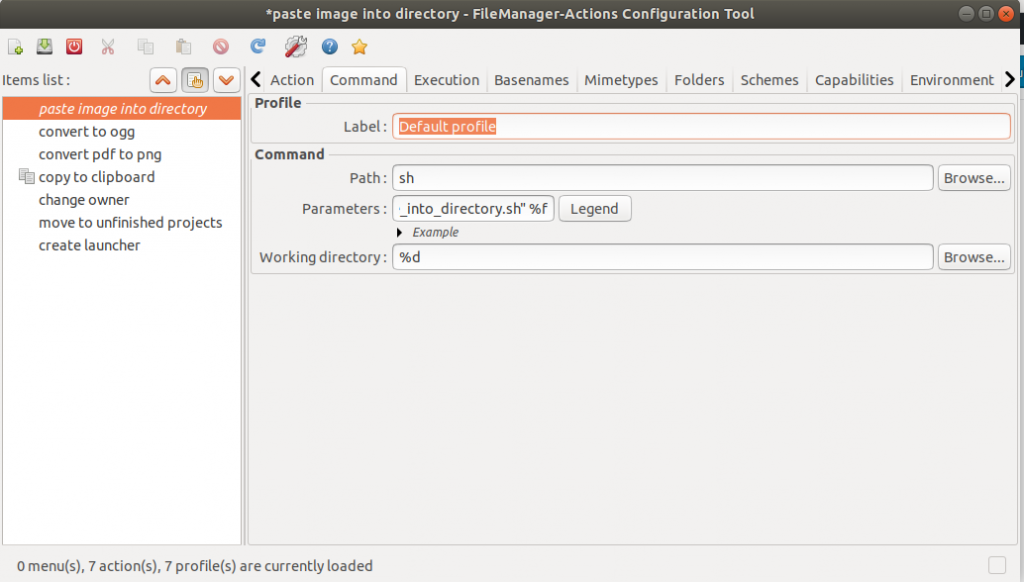 *paste image into directory - FileManager-Actions Configuration Tool
Items list :
Action Command Execution Basenames Mimetypes Folders Schemes Capabilities Environment
paste image into directory
convert to ogg
convert pdf to png
copy to clipboard
change owner
move to unfinished projects
create launcher
Profile
Label : Default profile
Command
Path : sh Browse...
Parameters : _into_directory.sh" %f Legend
Example
Working directory : %d Browse...
0 menu(s), 7 action(s), 7 profile(s) are currently loaded